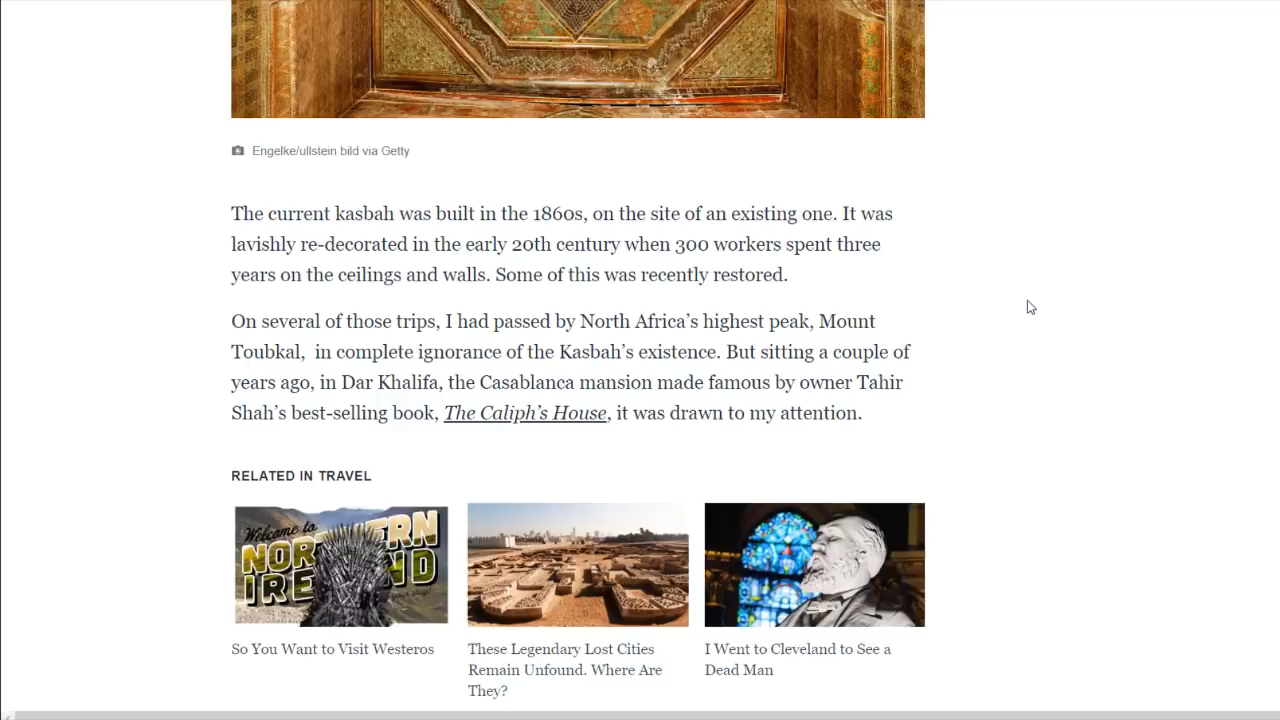 Engelke/ullstein bild via Getty
The current kasbah was built in the 1860s, on the site of an existing one. It was
lavishly re-decorated in the early 20th century when 300 workers spent three
years on the ceilings and walls. Some of this was recently restored.
On several of those trips, I had passed by North Africa’s highest peak, Mount
Toubkal,  in complete ignorance of the Kasbah’s existence. But sitting a couple of
years ago, in Dar Khalifa, the Casablanca mansion made famous by owner Tahir
Shah’s best-selling book, The Caliph’s House, it was drawn to my attention.
RELATED IN TRAVEL
Welcome to
So You Want to Visit Westeros
These Legendary Lost Cities
Remain Unfound. Where Are
They?
I Went to Cleveland to See a
Dead Man